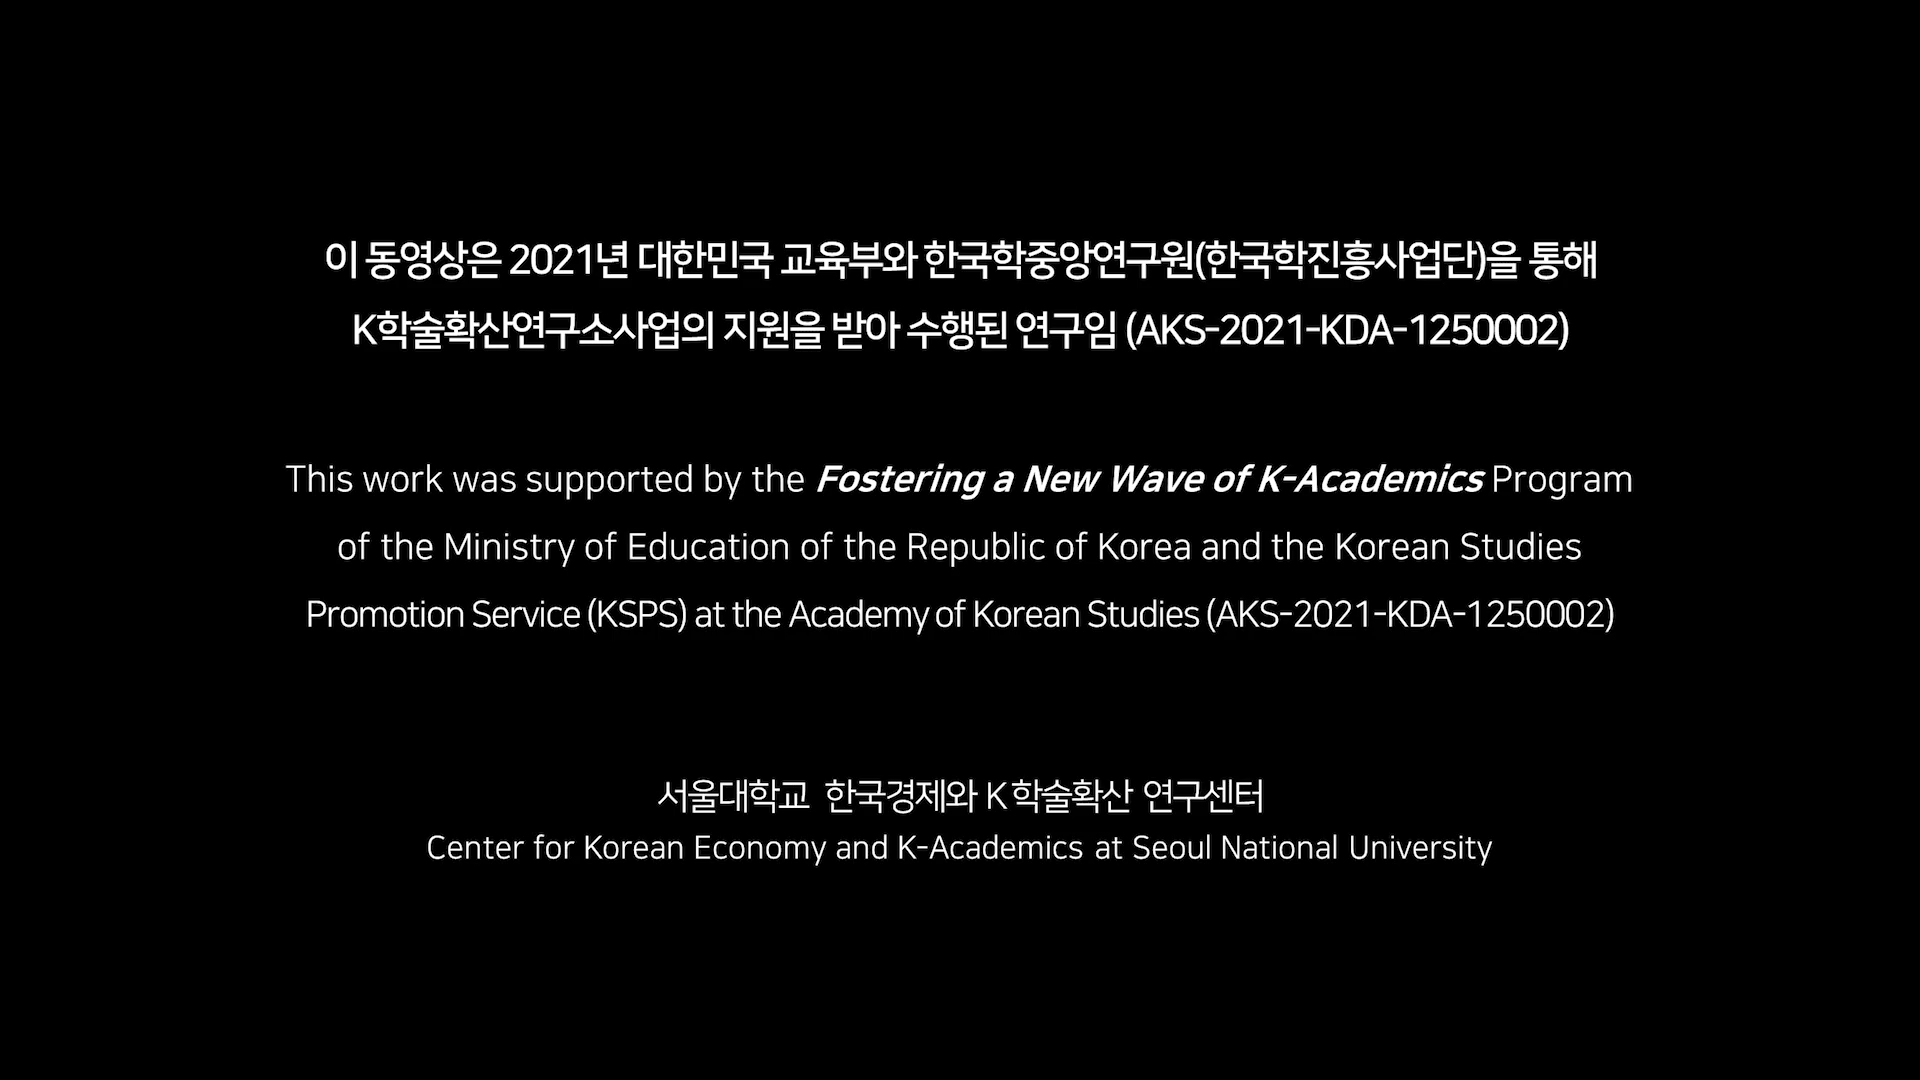 이 동영상은 2021년 대한민국 교육부와 한국학중앙연구원(한국학진흥사업단)을 통해
K학술확산연구소사업의 지원을 받아 수행된 연구임 (AKS-2021-KDA-1250002)
This work was supported by the Fostering a New Wave of K-Academics Program
of the Ministry of Education of the Republic of Korea and the Korean Studies
Promotion Service (KSPS) at the Academy of Korean Studies (AKS-2021-KDA-1250002)
서울대학교 한국경제와 K학술확산 연구센터
Center for Korean Economy and K-Academics at Seoul National University